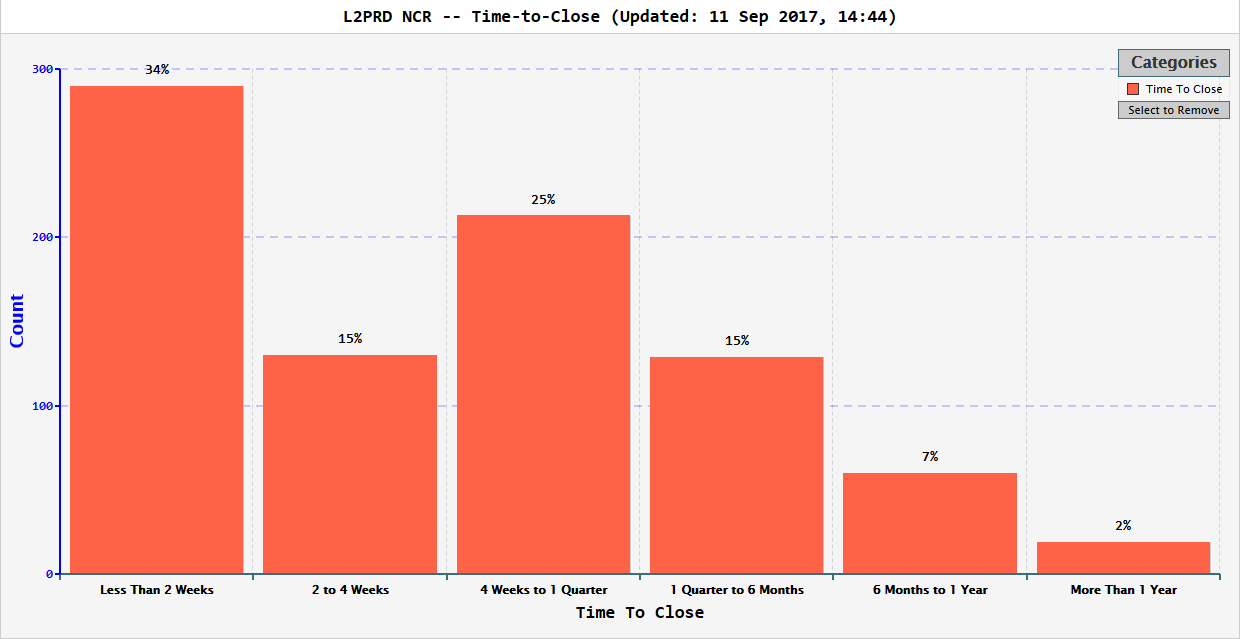 L2PRD NCR -- Time-to-Close (Updated: 11 Sep 2017, 14:44)
Categories
Time To Close
Select to Remove
300
34%
25%
200
15%
15%
Count
100
7%
2%
0
Less Than 2 Weeks
2 to 4 Weeks
4 Weeks to 1 Quarter
1 Quarter to 6 Months
6 Months to 1 Year
More Than 1 Year
Time To Close